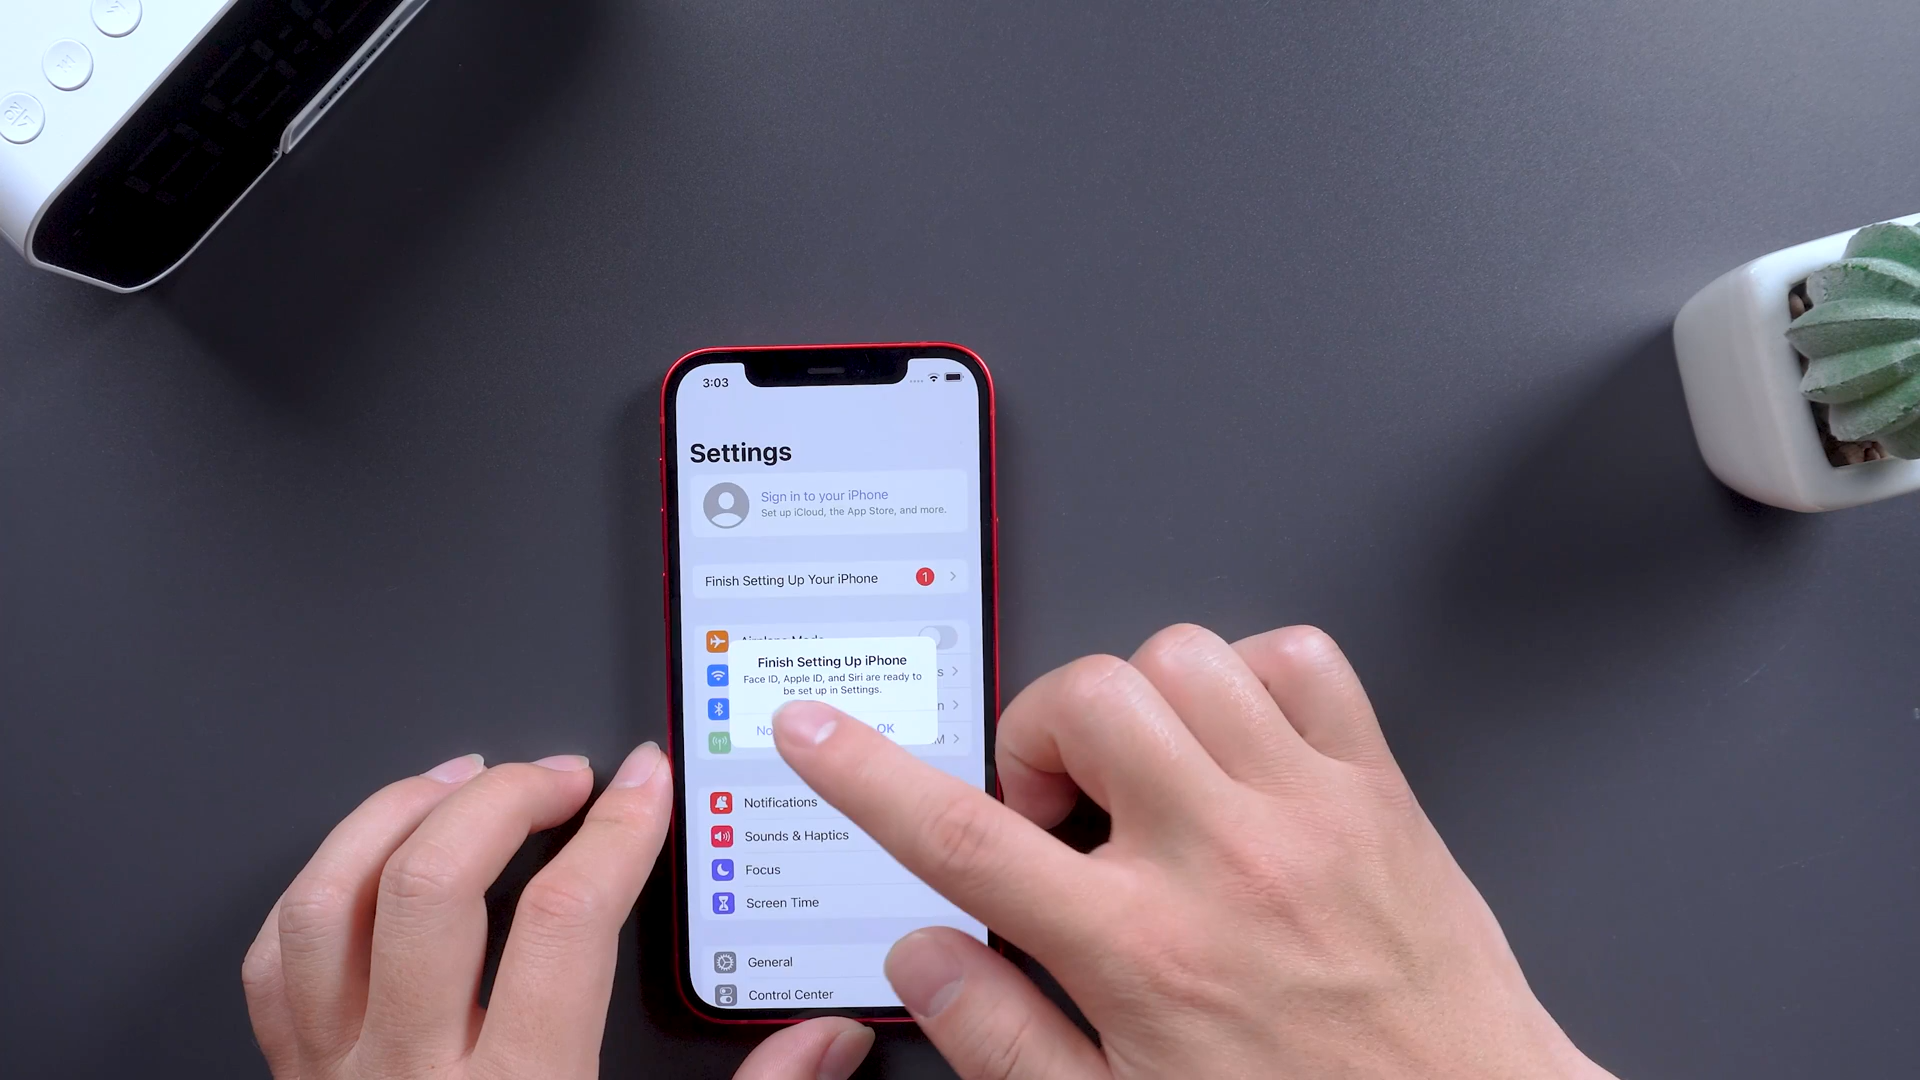 3:03
Settings
Sign in to your iPhone
Set up iCloud, the App Store, and more.
Finish Setting Up Your iPhone
1
Airplane Mode
Finish Setting Up iPhone
Face ID, Apple ID, and Siri are ready to
be set up in Settings.
OK
Notifications
Sounds & Haptics
Focus
Screen Time
General
Control Center